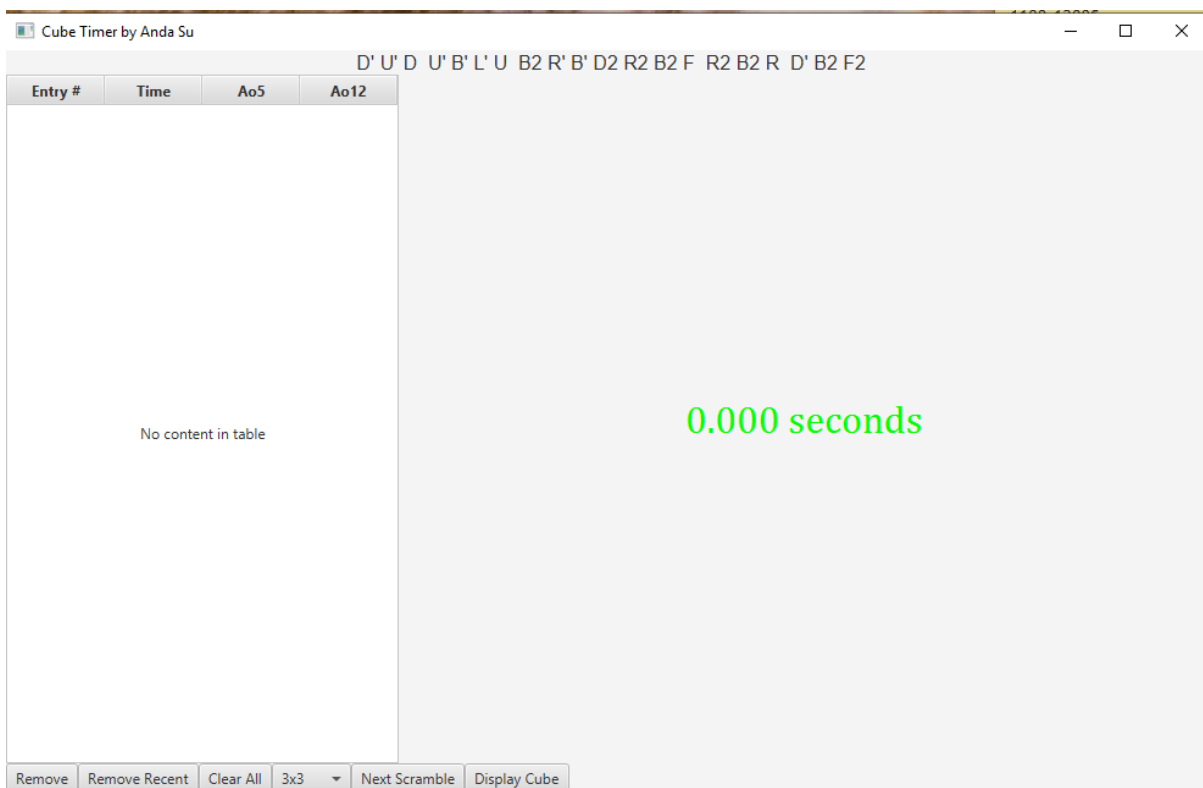 Cube Timer by Anda Su
D' U' D  U' B' L' U  B2 R' B' D2 R2 B2 F  R2 B2 R  D' B2 F2
Entry # Time Ao5 Ao12
0.000 seconds
No content in table
Remove Remove Recent Clear All 3x3 Next Scramble Display Cube